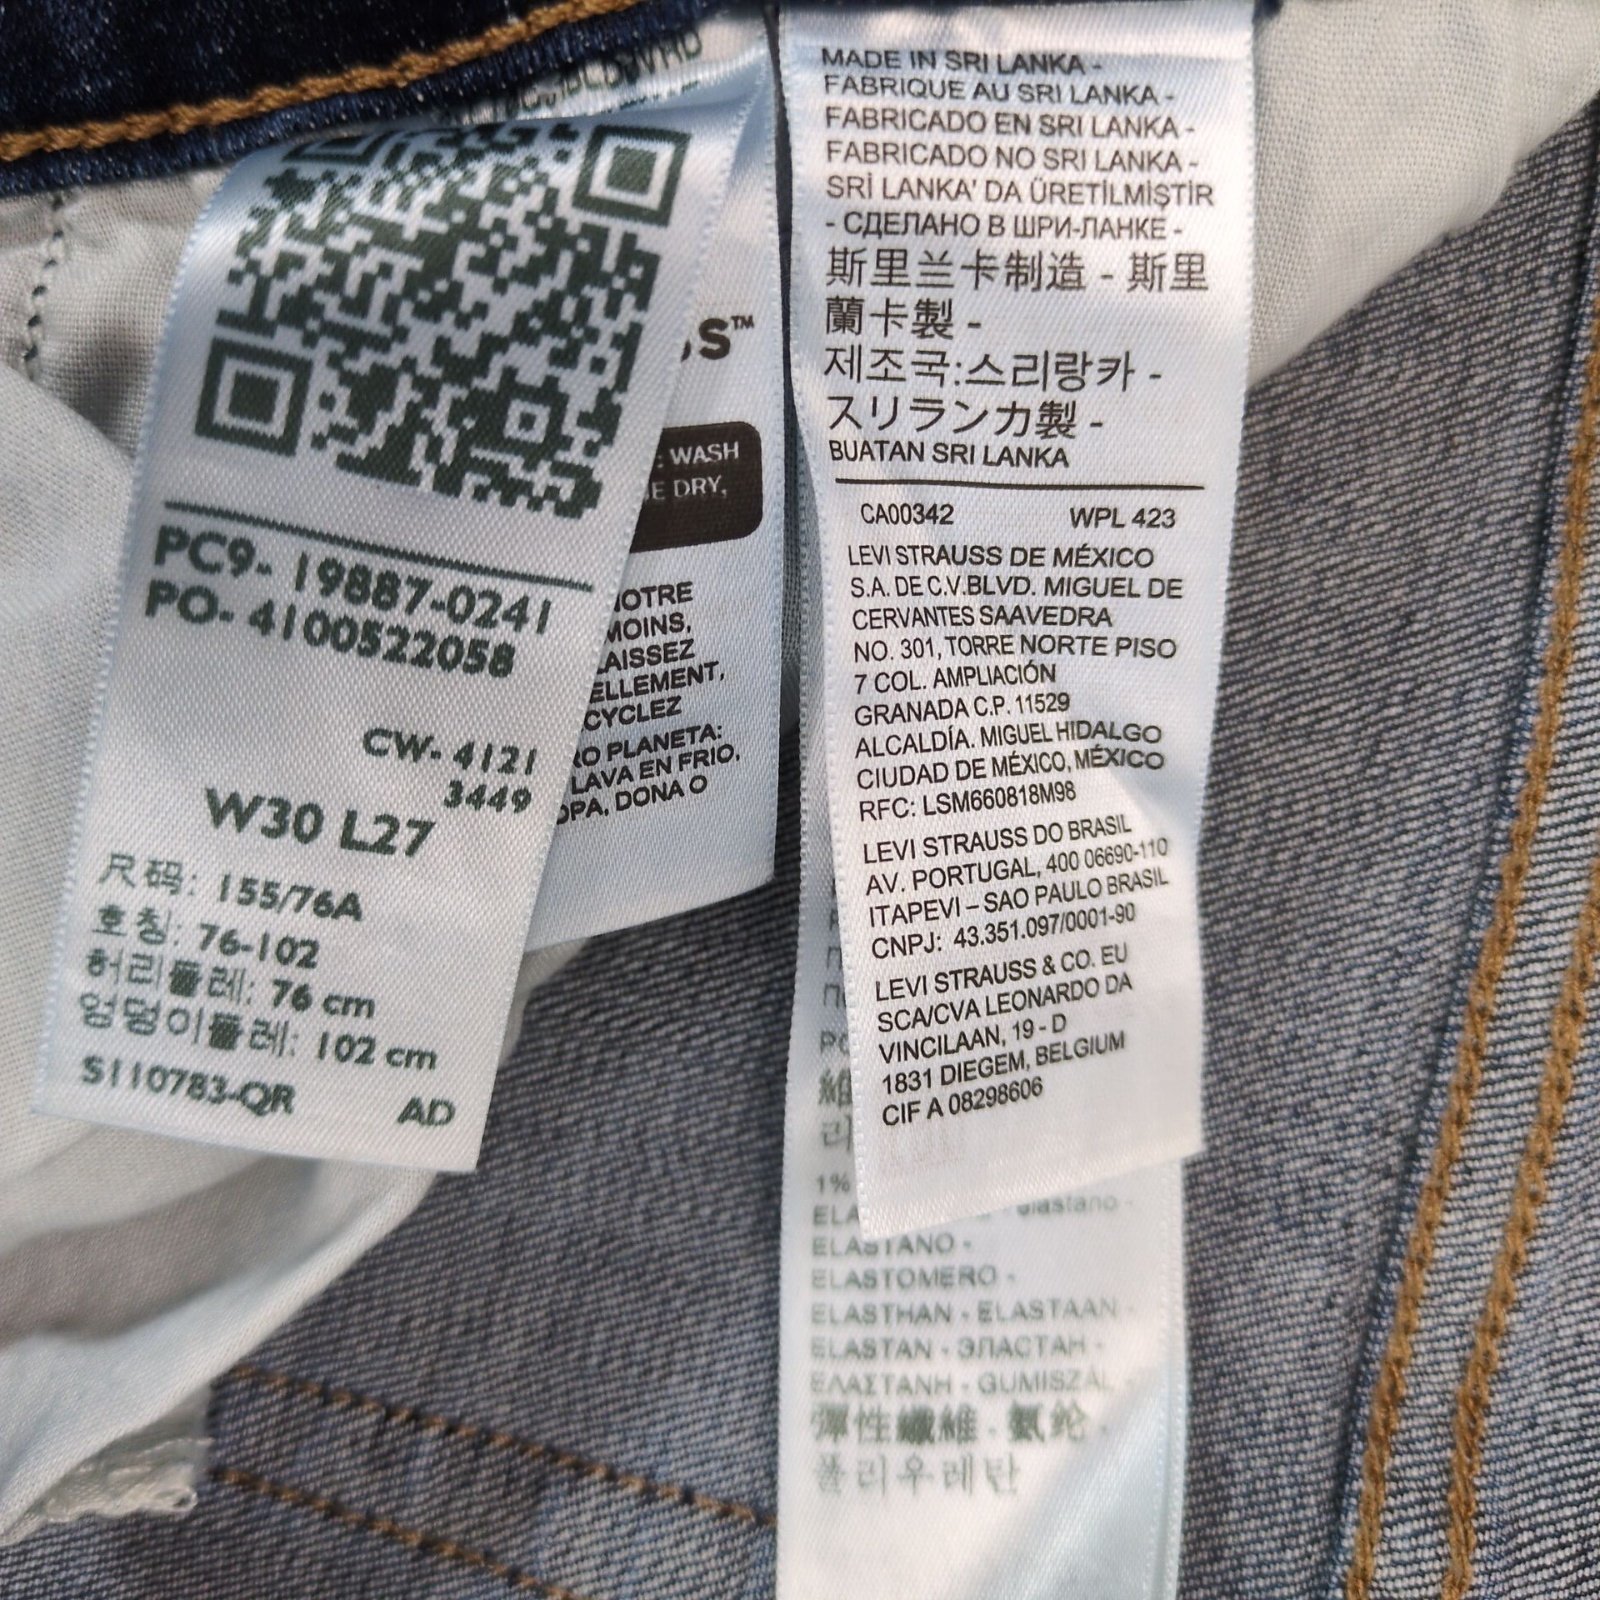 PC9- 19887-0241
PO- 4100522058
CW- 4121
3449
W30 L27
尺码: 155/76A
호칭: 76-102
허리둘레: 76 cm
엉덩이둘레: 102 cm
S110783-QR AD
SS™
: WASH
E DRY,
NOTRE
MOINS,
LAISSEZ
ELLEMENT,
CYCLEZ
RO PLANETA:
LAVA EN FRIO,
OPA, DONA O
MADE IN SRI LANKA -
FABRIQUE AU SRI LANKA -
FABRICADO EN SRI LANKA -
FABRICADO NO SRI LANKA -
SRİ LANKA' DA ÜRETİLMİŞTİR
- СДЕЛАНО В ШРИ-ЛАНКЕ -
斯里兰卡制造 - 斯里
蘭卡製 -
제조국:스리랑카 -
スリランカ製 -
BUATAN SRI LANKA
CA00342 WPL 423
LEVI STRAUSS DE MÉXICO
S.A. DE C.V.BLVD. MIGUEL DE
CERVANTES SAAVEDRA
NO. 301, TORRE NORTE PISO
7 COL. AMPLIACIÓN
GRANADA C.P. 11529
ALCALDÍA. MIGUEL HIDALGO
CIUDAD DE MÉXICO, MÉXICO
RFC: LSM660818M98
LEVI STRAUSS DO BRASIL
AV. PORTUGAL, 400 06690-110
ITAPEVI – SAO PAULO BRASIL
CNPJ: 43.351.097/0001-90
LEVI STRAUSS & CO. EU
SCA/CVA LEONARDO DA
VINCILAAN, 19 - D
1831 DIEGEM, BELGIUM
CIF A 08298606
1%
ELA elastano -
ELASTANO -
ELASTOMERO -
ELASTHAN - ELASTAAN -
ELASTAN - ЭЛАСТАН -
ΕΛΑΣΤΑΝΗ - GUMISZÁL -
彈性纖維 - 氨纶 -
폴리우레탄